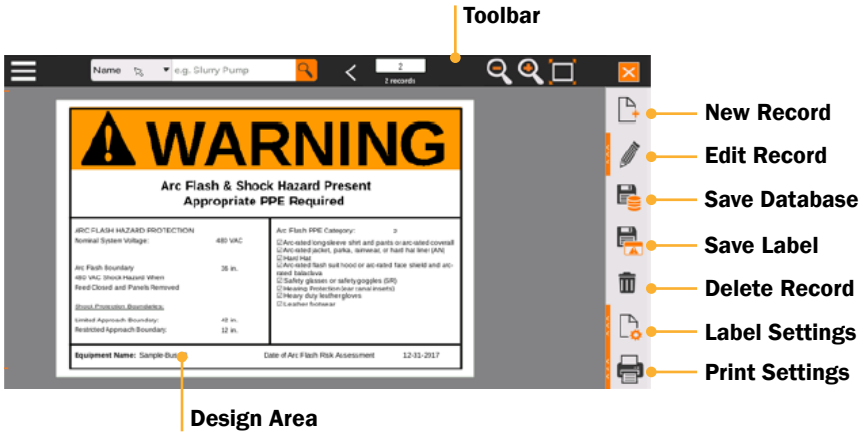 Toolbar
Name
e.g. Slurry Pump
2
2 records
WARNING
Arc Flash & Shock Hazard Present
Appropriate PPE Required
ARC FLASH HAZARD PROTECTION
Nominal System Voltage: 480 VAC
Arc Flash Boundary 36 in.
480 VAC Shock Hazard When
Feed Closed and Panels Removed
Shock Protection Boundaries:
Limited Approach Boundary: 42 in.
Restricted Approach Boundary: 12 in.
Arc Flash PPE Category: 2
☑Arc-rated long-sleeve shirt and pants or arc-rated coverall
☑Arc-rated jacket, parka, rainwear, or hard hat liner (AN)
☑Hard Hat
☑Arc-rated flash suit hood or arc-rated face shield and arc-
rated balaclava
☑Safety glasses or safety goggles (SR)
☑Hearing Protection (ear canal inserts)
☑Heavy duty leather gloves
☑Leather footwear
Equipment Name: Sample-Bus
Date of Arc Flash Risk Assessment 12-31-2017
New Record
Edit Record
Save Database
Save Label
Delete Record
Label Settings
Print Settings
Design Area